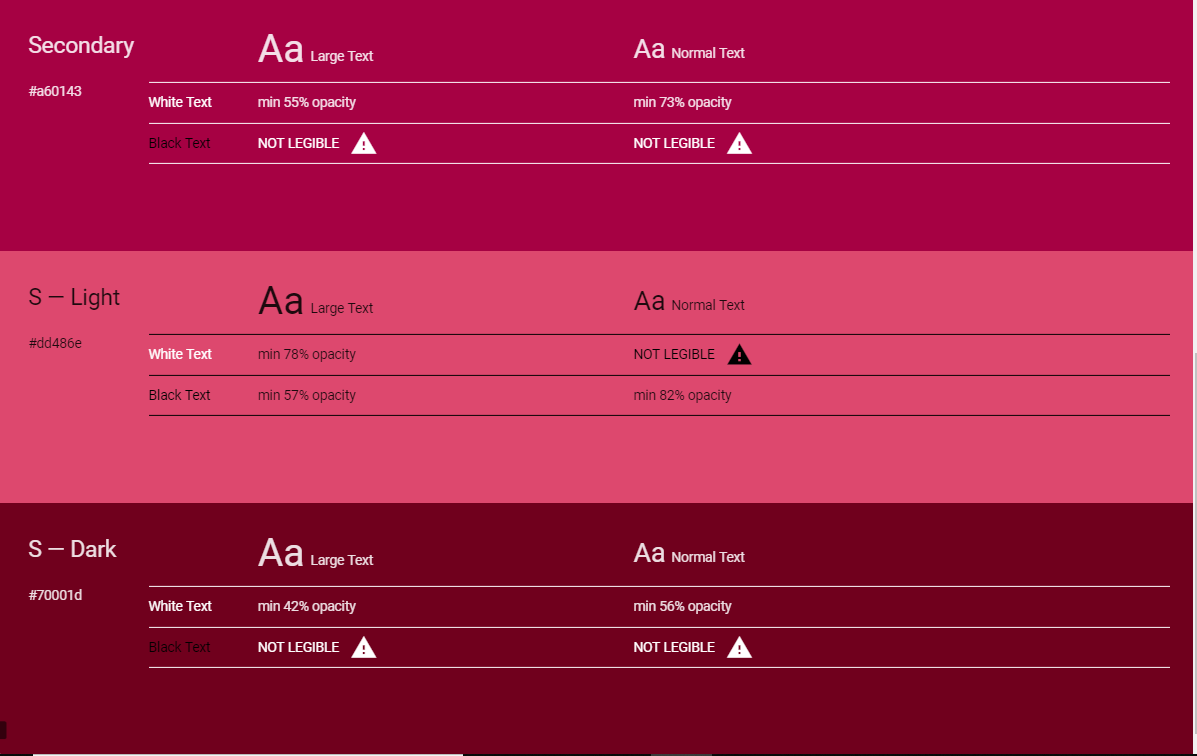 Secondary
Aa Large Text
Aa Normal Text
#a60143
White Text
min 55% opacity
min 73% opacity
Black Text
NOT LEGIBLE
NOT LEGIBLE
S — Light
Aa Large Text
Aa Normal Text
#dd486e
White Text
min 78% opacity
NOT LEGIBLE
Black Text
min 57% opacity
min 82% opacity
S — Dark
Aa Large Text
Aa Normal Text
#70001d
White Text
min 42% opacity
min 56% opacity
Black Text
NOT LEGIBLE
NOT LEGIBLE